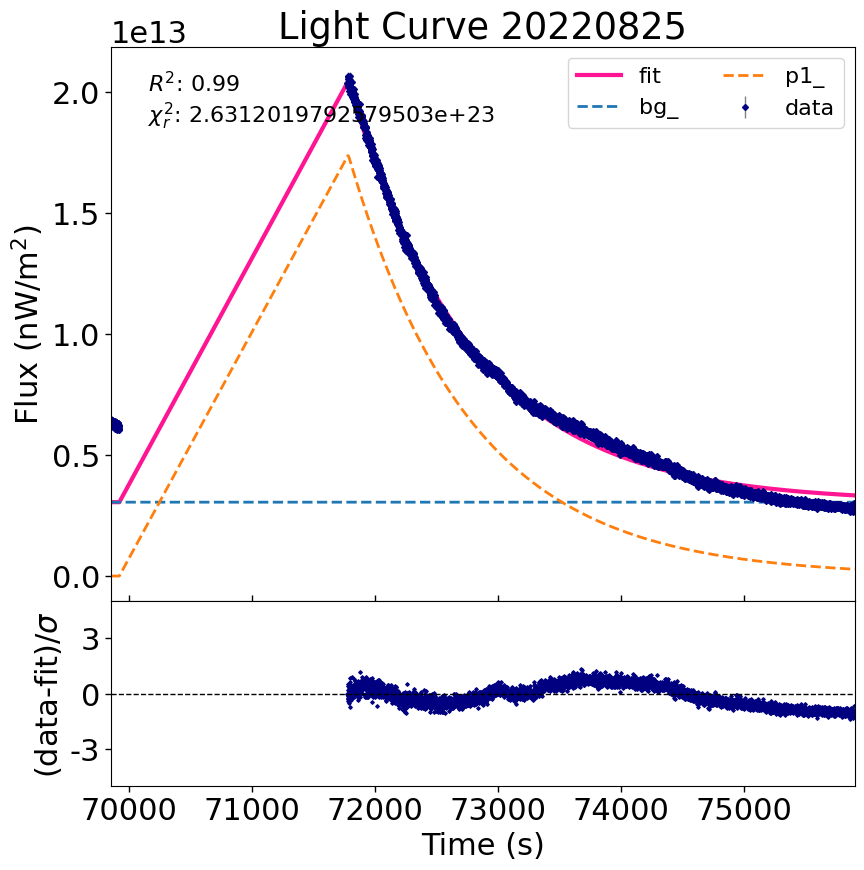 Light Curve 20220825
1e13
R²: 0.99
χ²ᵣ: 2.6312019792579503e+23
fit
bg_
p1_
data
Flux (nW/m²)
2.0
1.5
1.0
0.5
0.0
(data-fit)/σ
3
0
-3
70000 71000 72000 73000 74000 75000
Time (s)